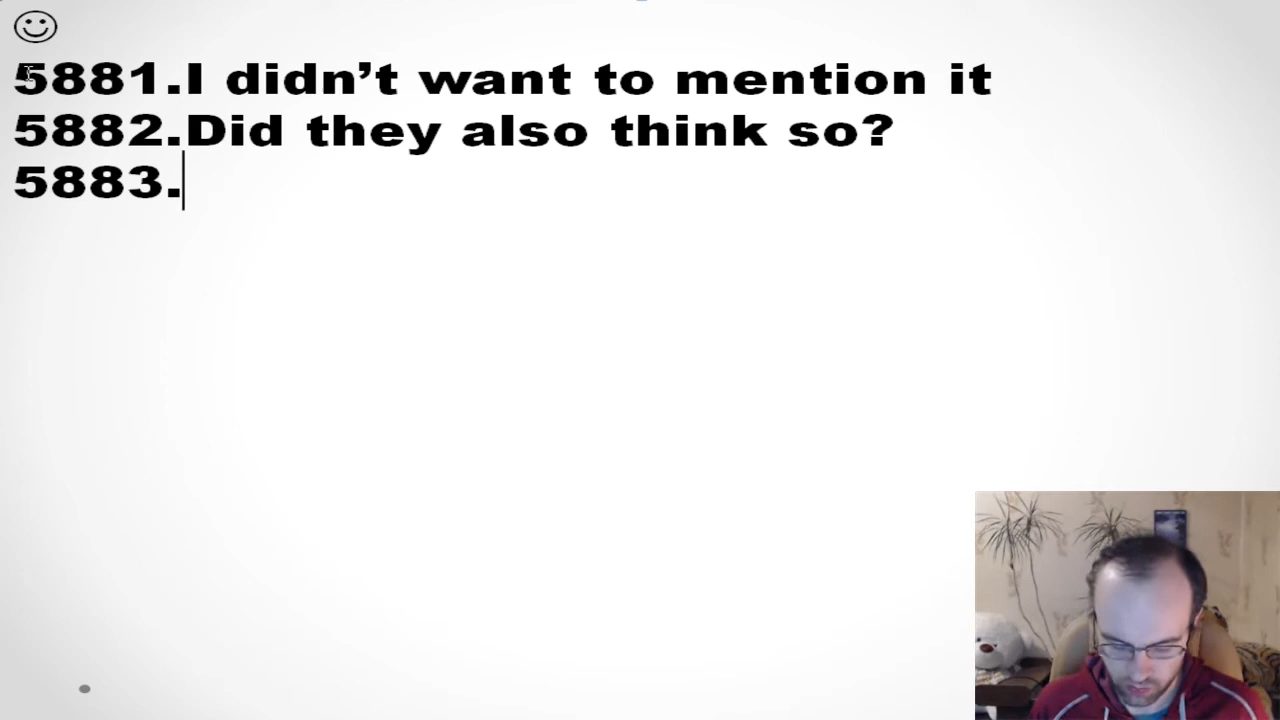 5881.I didn’t want to mention it
5882.Did they also think so?
5883.